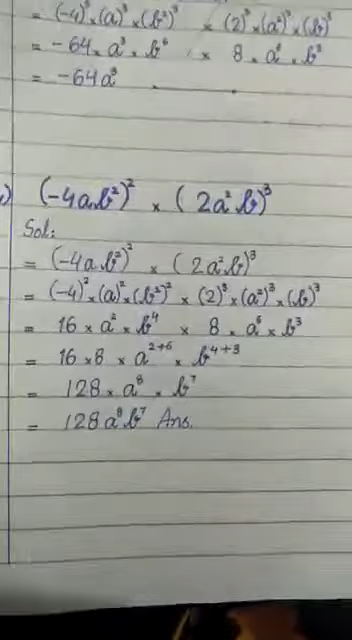 = (-4)³×(a)³×(b²)³ × (2)³×(a²)³×(b)³
= -64 × a³ × b⁶ × 8 × a⁶ × b³
= -64a³
(-4ab²)² × (2a²b)³
Sol:
= (-4ab²)² × (2a²b)³
= (-4)²×(a)²×(b²)² × (2)³×(a²)³×(b)³
= 16 × a² × b⁴ × 8 × a⁶ × b³
= 16×8 × a²⁺⁶ × b⁴⁺³
= 128 × a⁸ × b⁷
= 128a⁸b⁷ Ans.